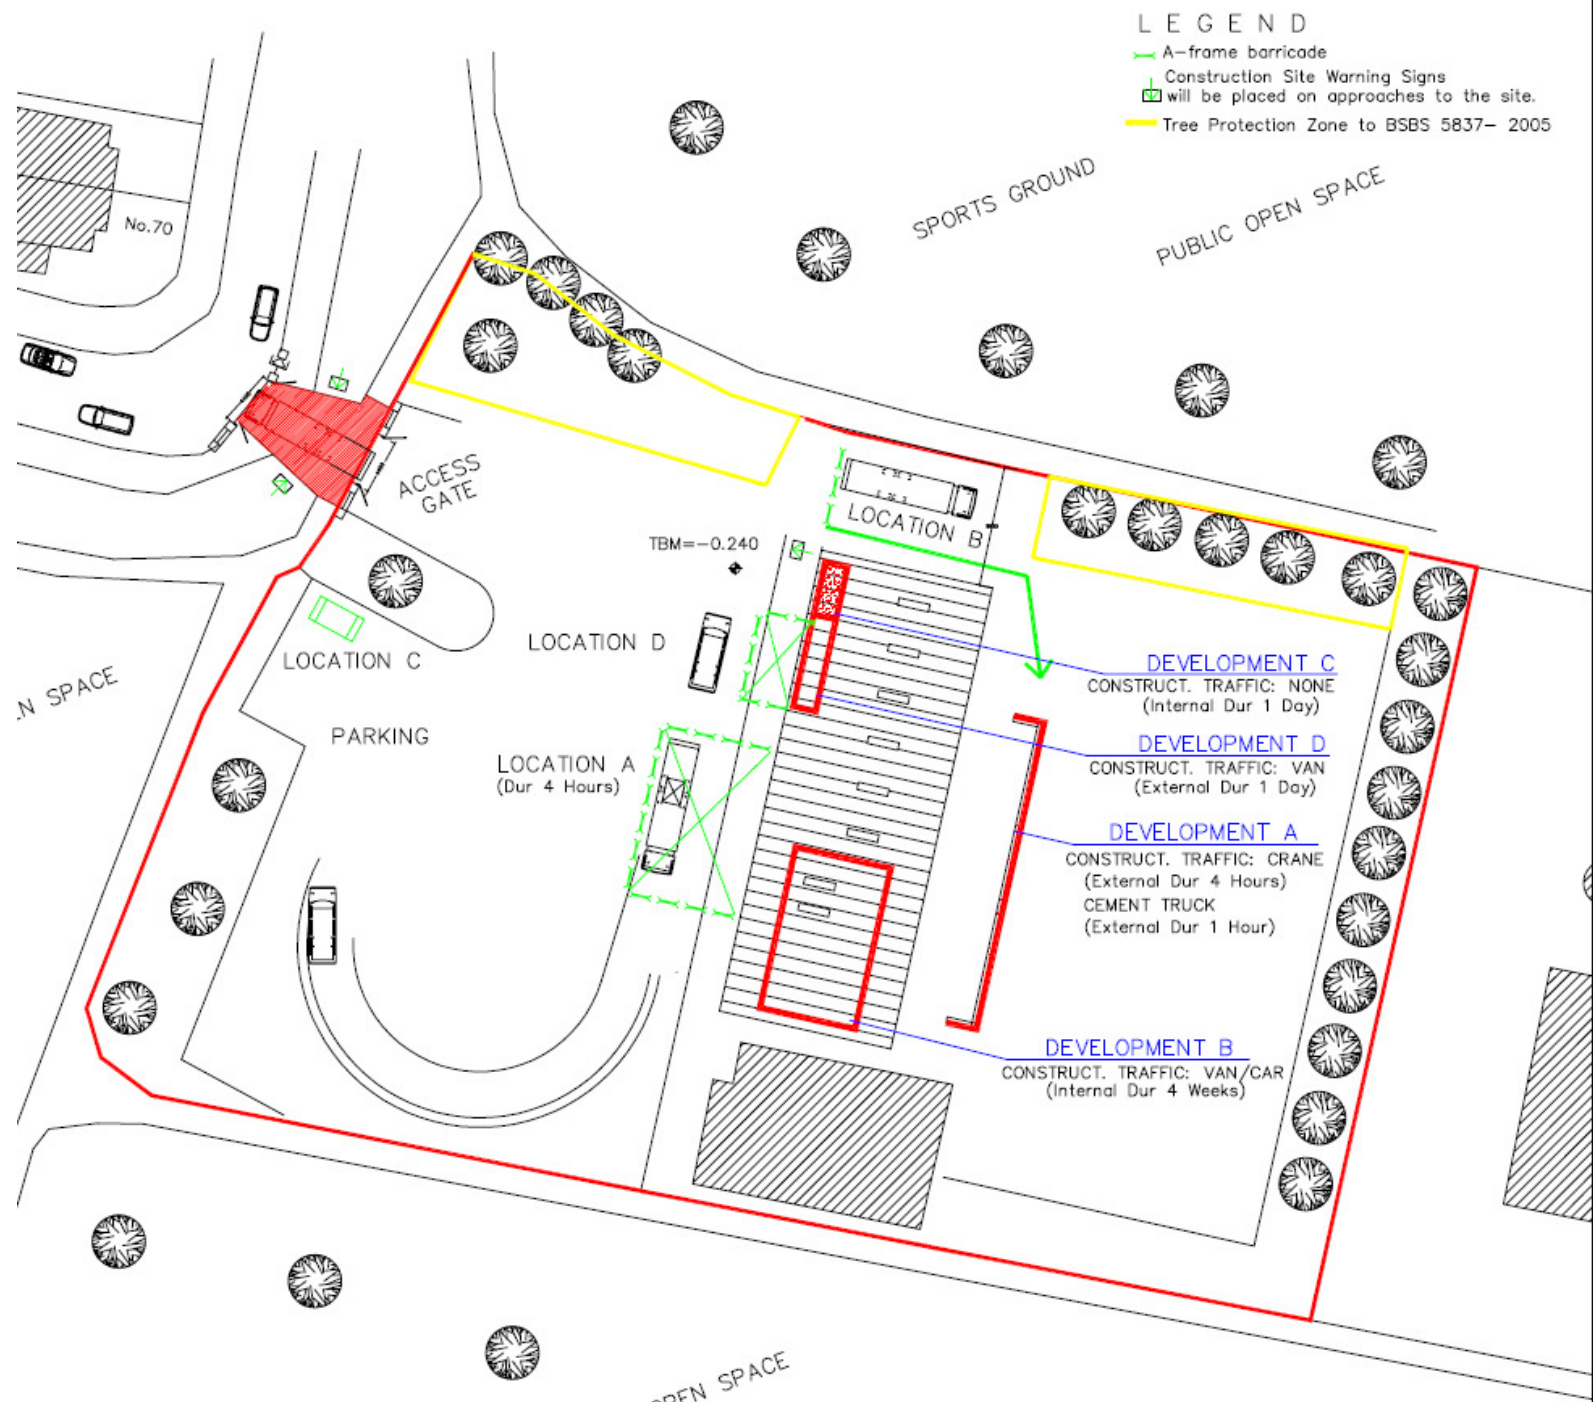 LEGEND
A-frame barricade
Construction Site Warning Signs
will be placed on approaches to the site.
Tree Protection Zone to BSBS 5837- 2005
SPORTS GROUND
PUBLIC OPEN SPACE
No.70
ACCESS
GATE
LOCATION B
TBM=-0.240
LOCATION D
LOCATION C
PARKING
LOCATION A
(Dur 4 Hours)
DEVELOPMENT C
CONSTRUCT. TRAFFIC: NONE
(Internal Dur 1 Day)
DEVELOPMENT D
CONSTRUCT. TRAFFIC: VAN
(External Dur 1 Day)
DEVELOPMENT A
CONSTRUCT. TRAFFIC: CRANE
(External Dur 4 Hours)
CEMENT TRUCK
(External Dur 1 Hour)
DEVELOPMENT B
CONSTRUCT. TRAFFIC: VAN/CAR
(Internal Dur 4 Weeks)
SPACE
SPACE